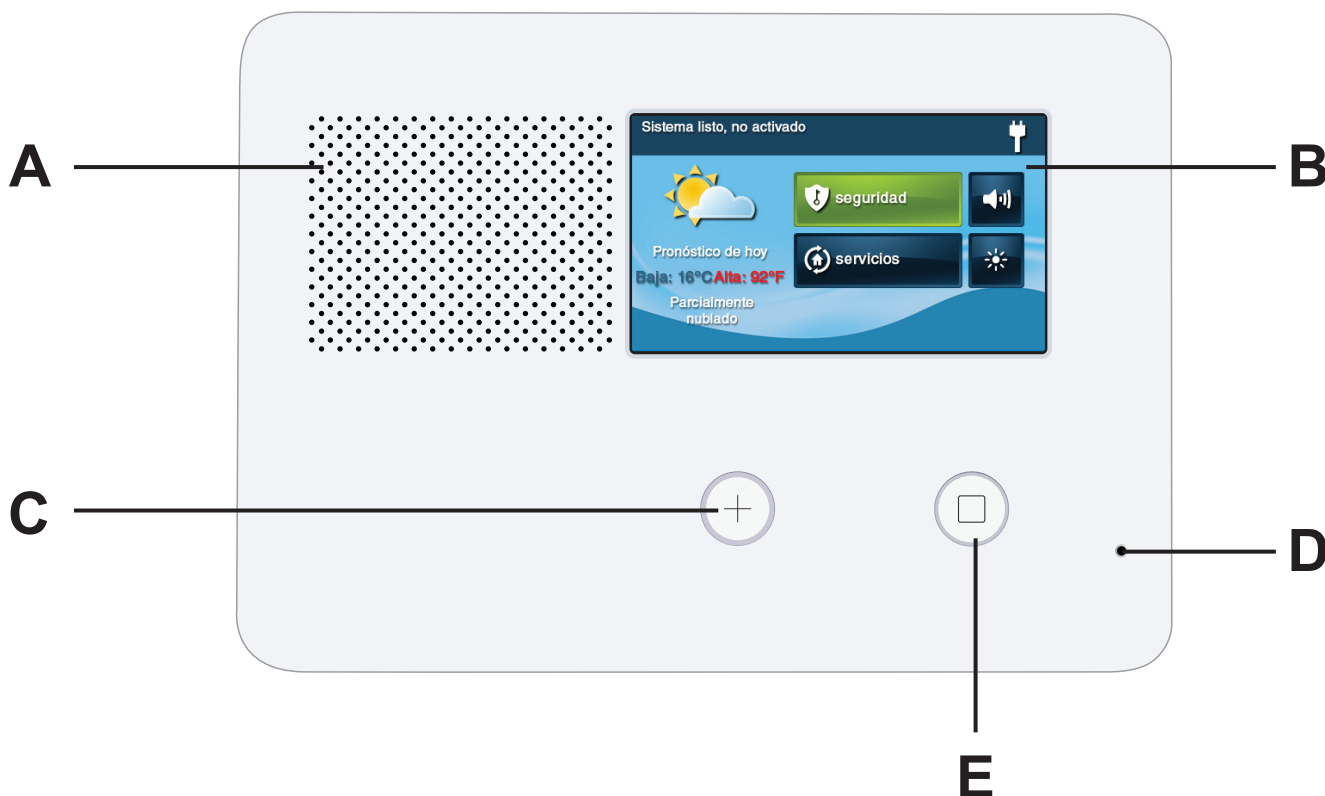 Sistema listo, no activado
A
B
seguridad
Pronóstico de hoy
servicios
Baja: 16°C Alta: 92°F
Parcialmente
nublado
C
D
E